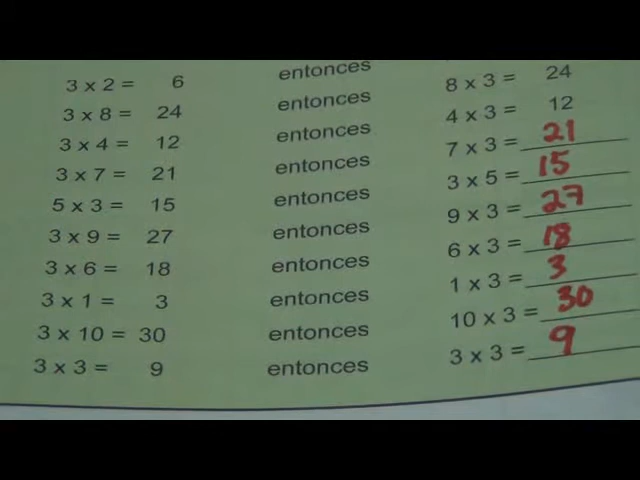 3 x 2 = 6 entonces
3 x 8 = 24 entonces 8 x 3 = 24
3 x 4 = 12 entonces 4 x 3 = 12
3 x 7 = 21 entonces 7 x 3 = 21
5 x 3 = 15 entonces 3 x 5 = 15
3 x 9 = 27 entonces 9 x 3 = 27
3 x 6 = 18 entonces 6 x 3 = 18
3 x 1 = 3 entonces 1 x 3 = 3
3 x 10 = 30 entonces 10 x 3 = 30
3 x 3 = 9 entonces 3 x 3 = 9